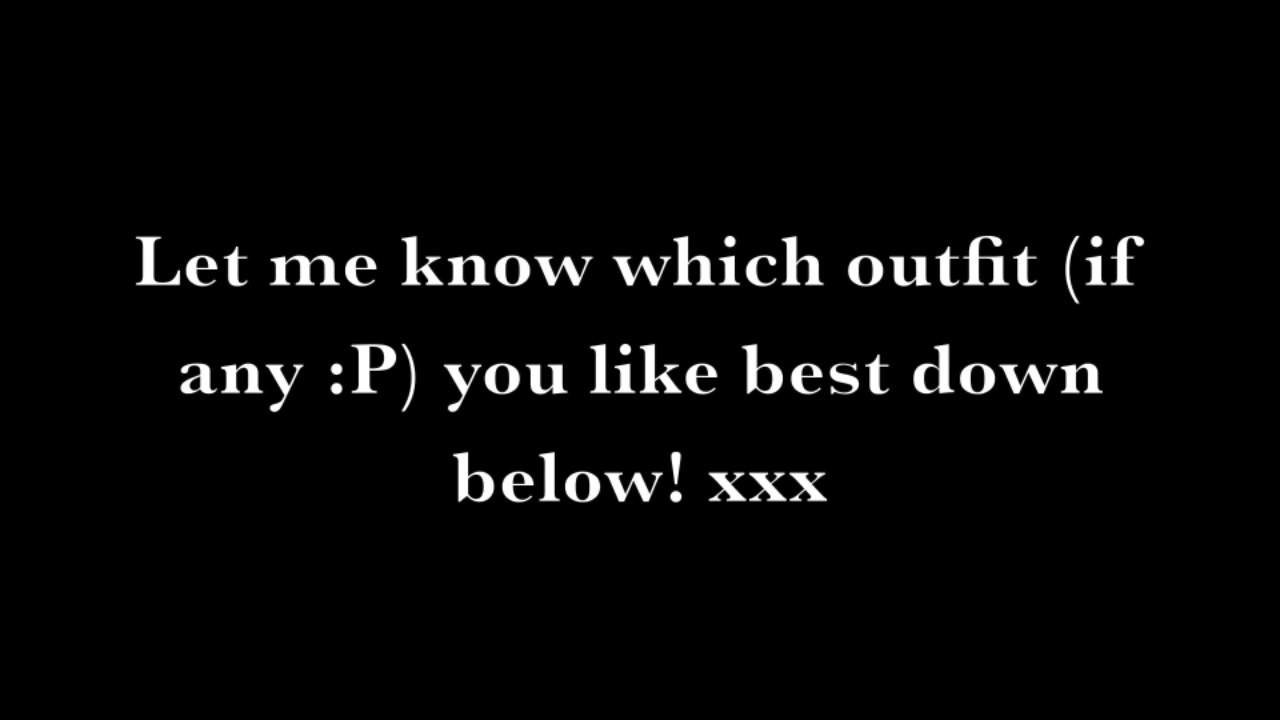 Let me know which outfit (if
any :P) you like best down
below! xxx